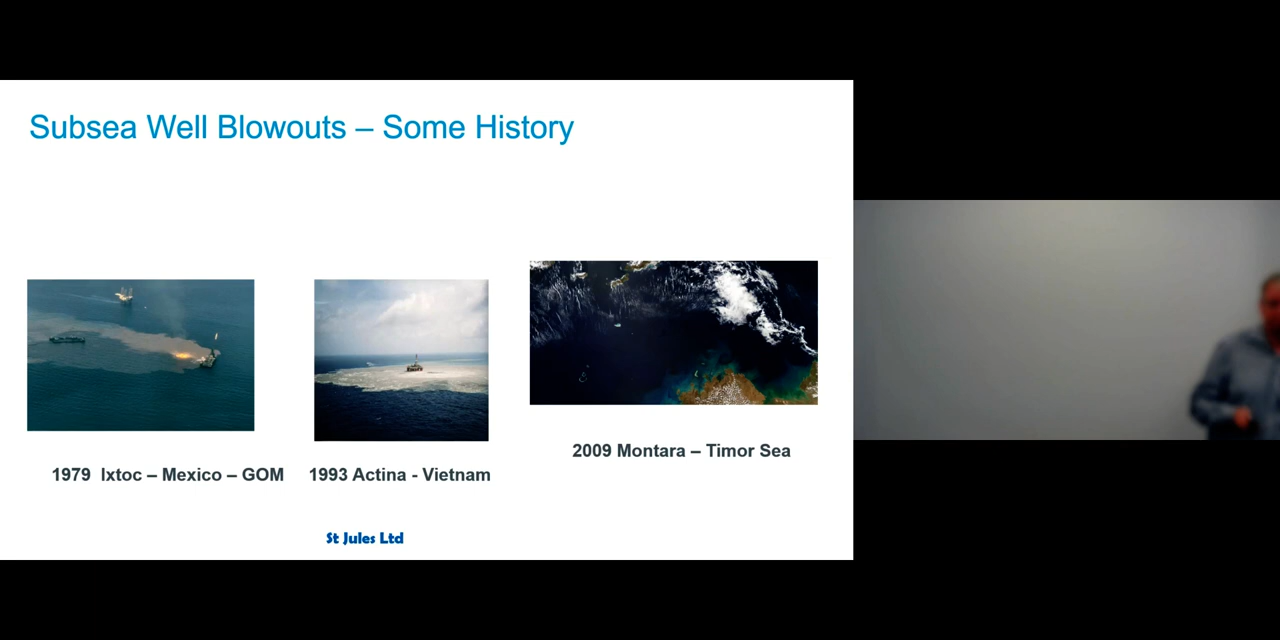 Subsea Well Blowouts – Some History
1979  Ixtoc – Mexico – GOM
1993 Actina - Vietnam
2009 Montara – Timor Sea
St Jules Ltd